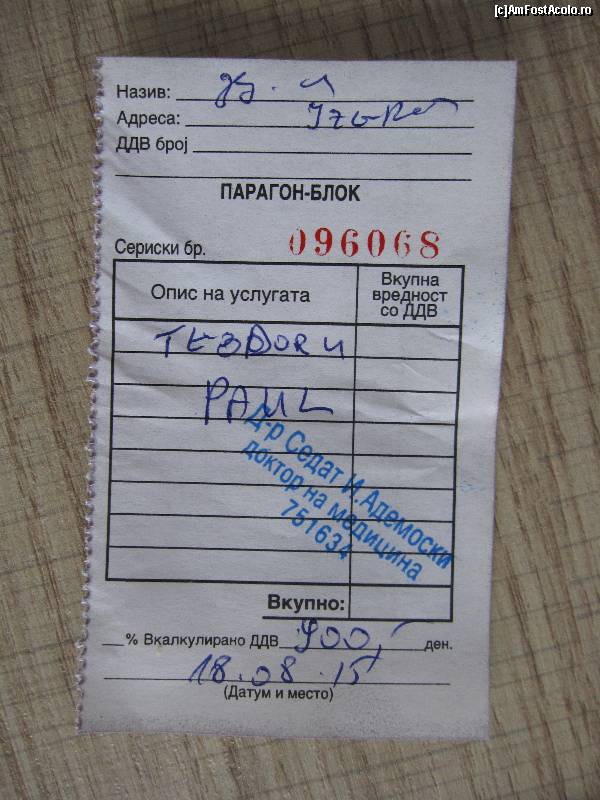 [c]AmFostAcolo.ro
Назив:
Адреса:
ДДВ број
ПАРАГОН-БЛОК
Сериски бр. 096068
Опис на услугата
Вкупна вредност со ДДВ
PAUL
Д-р Седат И. Адемоски
доктор на медицина
751634
Вкупно:
% Вкалкулирано ДДВ 900,- ден.
18.08.15
(Датум и место)